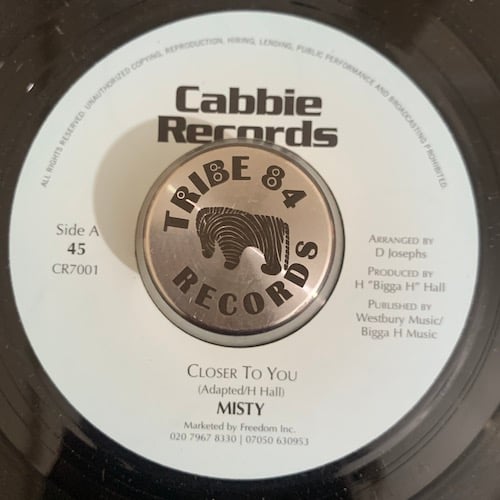 ALL RIGHTS RESERVED. UNAUTHORIZED COPYING, REPRODUCTION, HIRING, LENDING, PUBLIC PERFORMANCE AND BROADCASTING PROHIBITED.
Cabbie
Records
TRIBE 84
RECORDS
Side A
45
CR7001
ARRANGED BY
D Josephs
PRODUCED BY
H "Bigga H" Hall
PUBLISHED BY
Westbury Music/
Bigga H Music
CLOSER TO YOU
(Adapted/H Hall)
MISTY
Marketed by Freedom Inc.
020 7967 8330 | 07050 630953